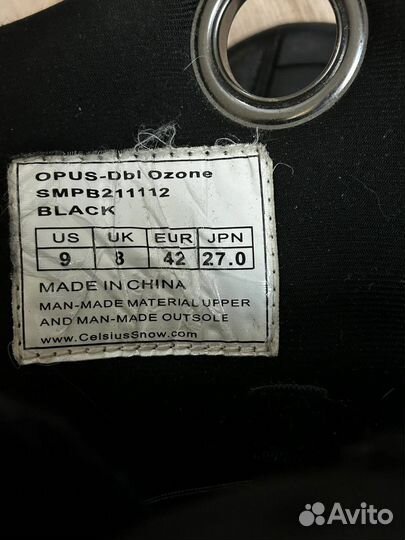 OPUS-Dbl Ozone
SMPB211112
BLACK
US UK EUR JPN
9 8 42 27.0
MADE IN CHINA
MAN-MADE MATERIAL UPPER
AND MAN-MADE OUTSOLE
www.CelsiusSnow.com
Avito